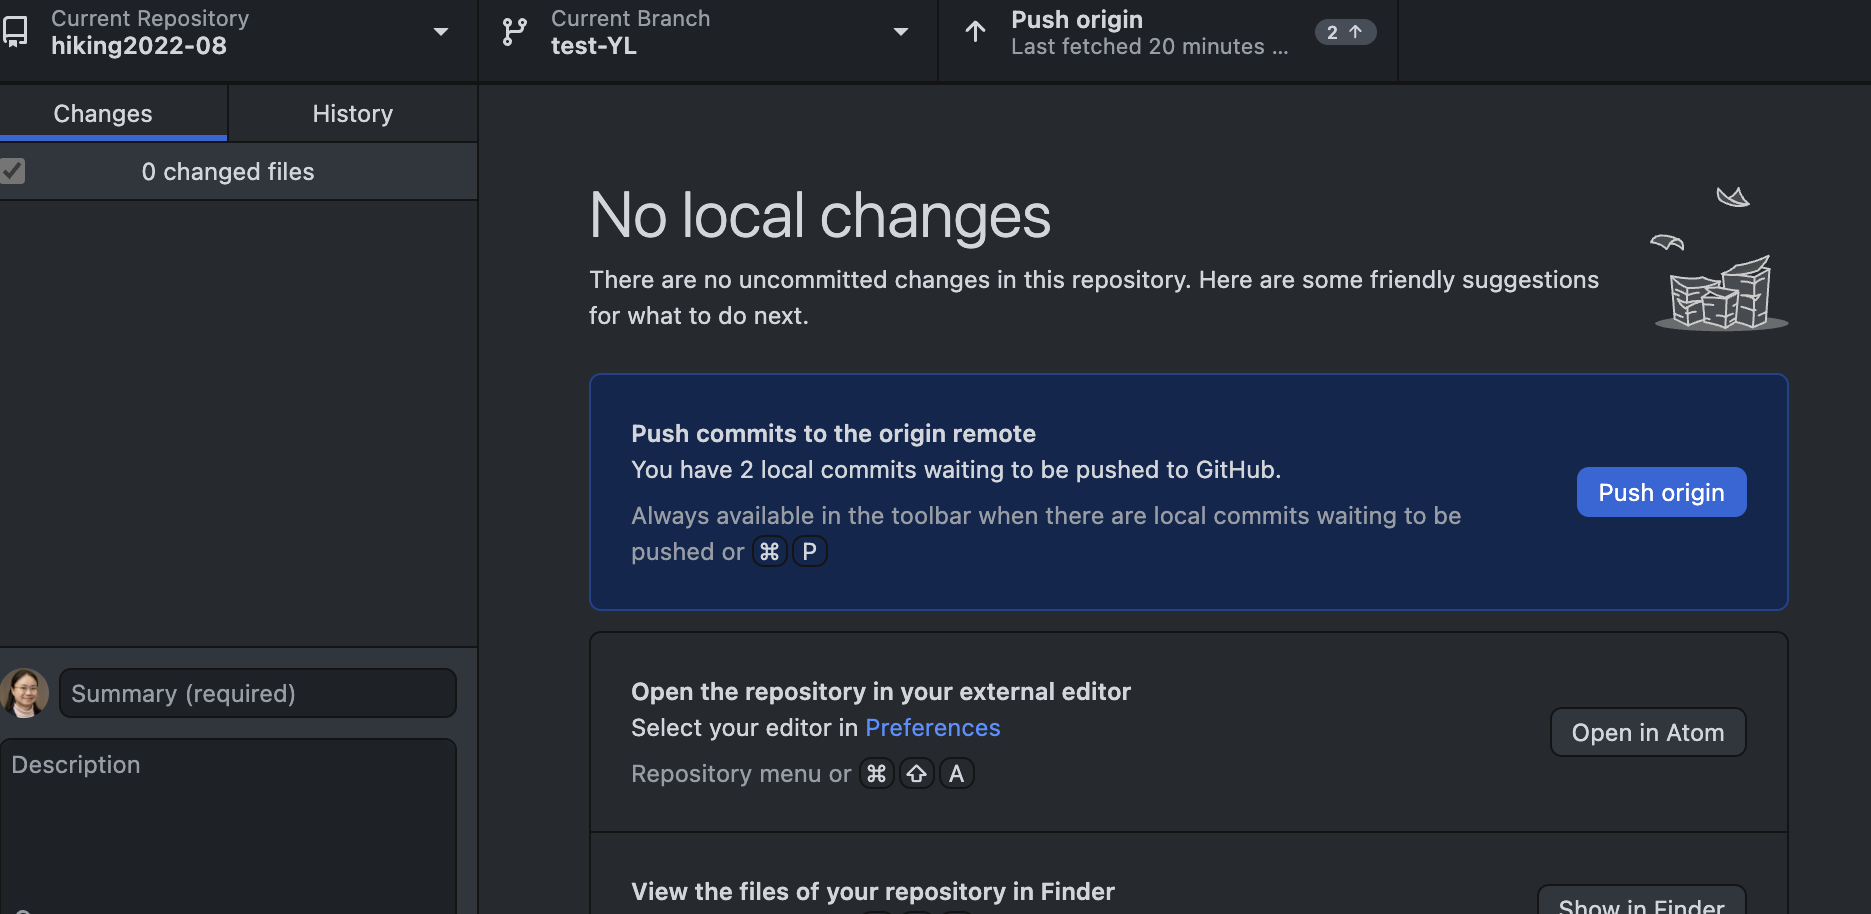 Current Repository
hiking2022-08
Current Branch
test-YL
Push origin
Last fetched 20 minutes ...
2 ↑
Changes
History
0 changed files
No local changes
There are no uncommitted changes in this repository. Here are some friendly suggestions
for what to do next.
Push commits to the origin remote
You have 2 local commits waiting to be pushed to GitHub.
Always available in the toolbar when there are local commits waiting to be
pushed or ⌘ P
Push origin
Open the repository in your external editor
Select your editor in Preferences
Repository menu or ⌘ ⇧ A
Open in Atom
View the files of your repository in Finder
Show in Finder
Summary (required)
Description